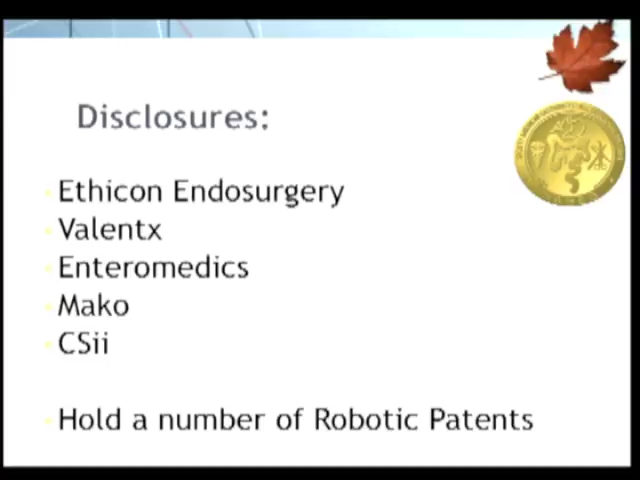 Disclosures:
Ethicon Endosurgery
Valentx
Enteromedics
Mako
CSii
Hold a number of Robotic Patents